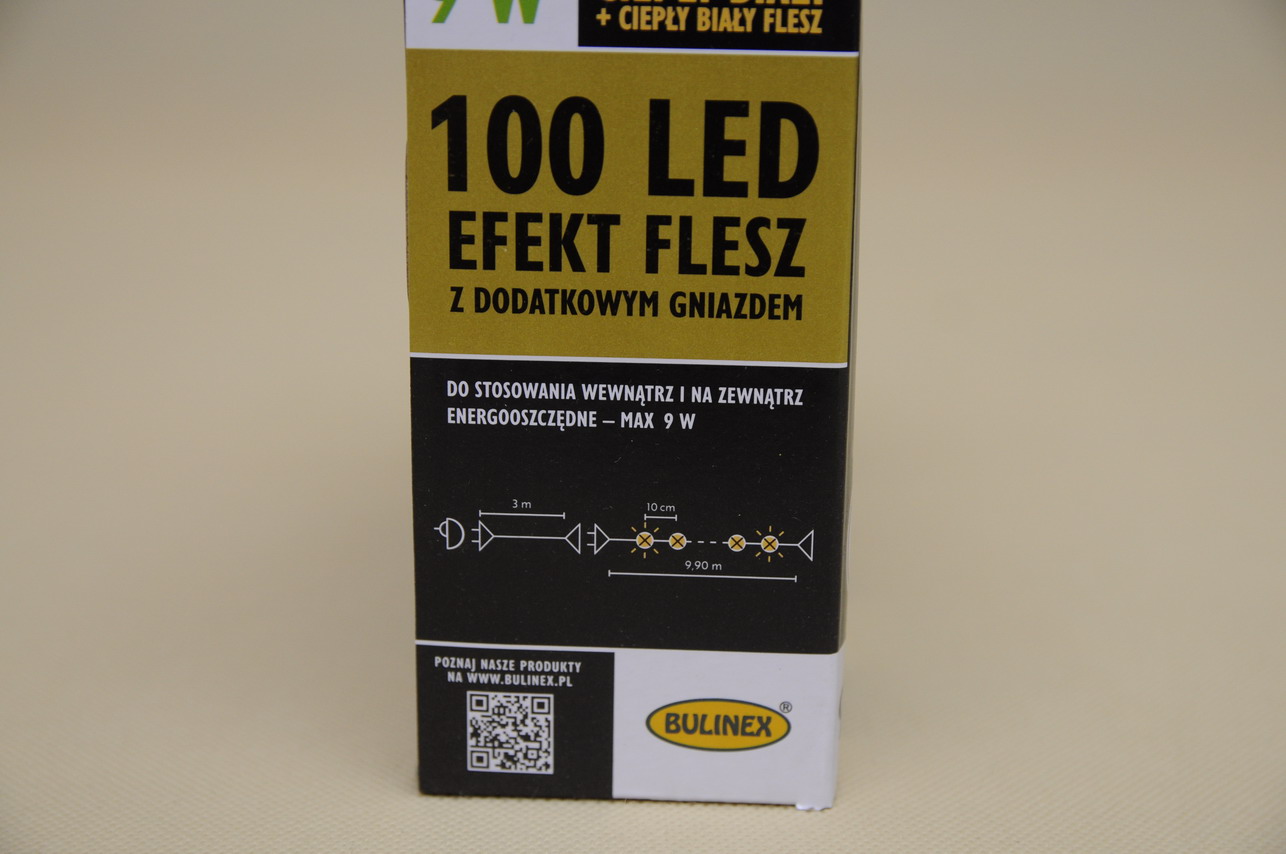 9 W
+ CIEPŁY BIAŁY FLESZ
100 LED
EFEKT FLESZ
Z DODATKOWYM GNIAZDEM
DO STOSOWANIA WEWNĄTRZ I NA ZEWNĄTRZ
ENERGOOSZCZĘDNE – MAX 9 W
3 m
10 cm
9,90 m
POZNAJ NASZE PRODUKTY
NA WWW.BULINEX.PL
BULINEX®